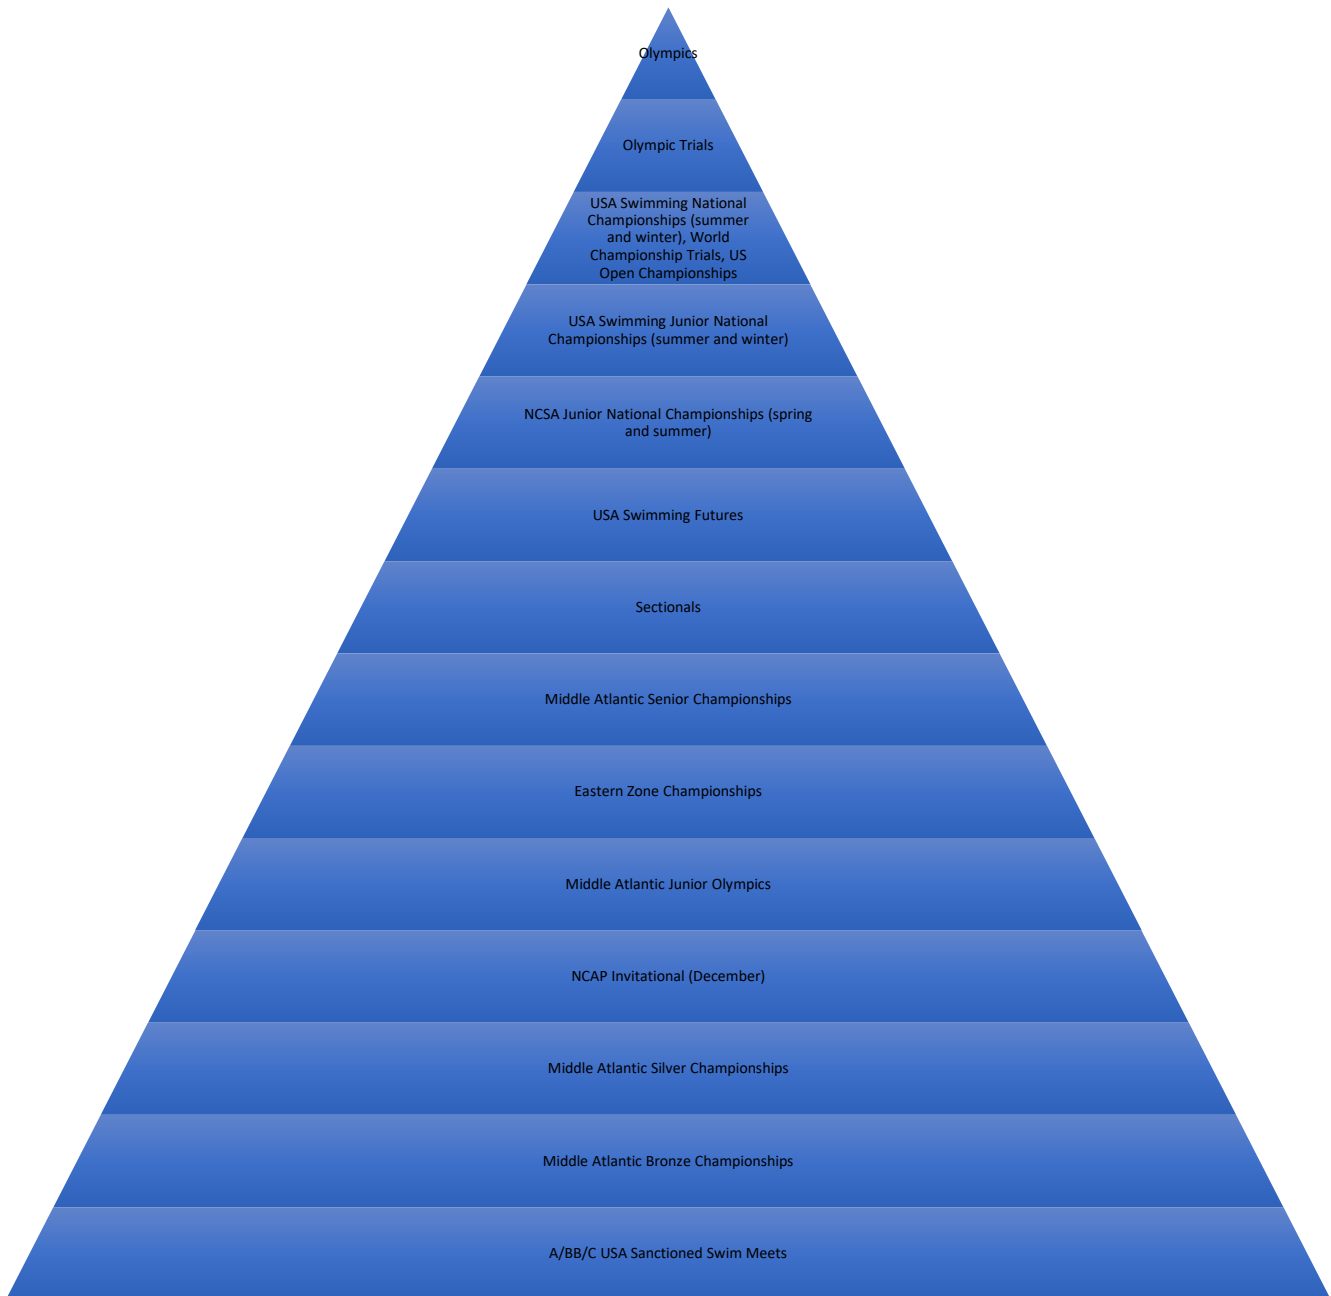 Olympics
Olympic Trials
USA Swimming National
Championships (summer
and winter), World
Championship Trials, US
Open Championships
USA Swimming Junior National
Championships (summer and winter)
NCSA Junior National Championships (spring
and summer)
USA Swimming Futures
Sectionals
Middle Atlantic Senior Championships
Eastern Zone Championships
Middle Atlantic Junior Olympics
NCAP Invitational (December)
Middle Atlantic Silver Championships
Middle Atlantic Bronze Championships
A/BB/C USA Sanctioned Swim Meets